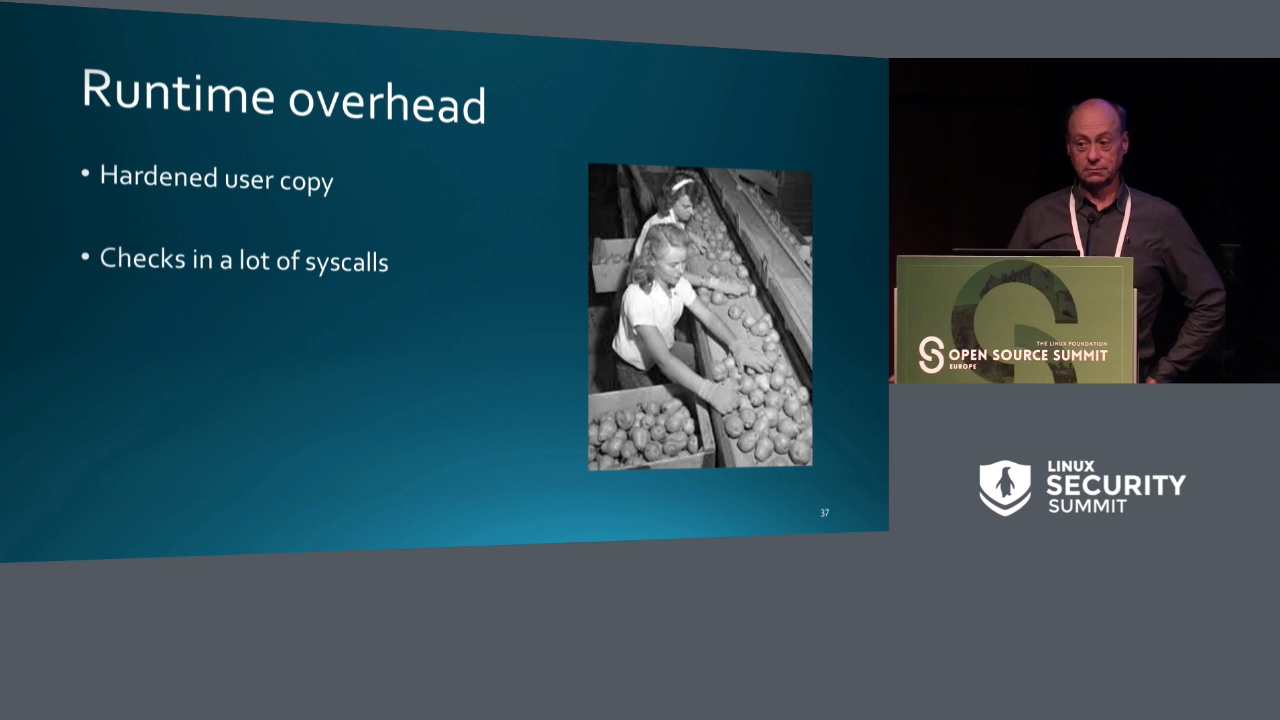 Runtime overhead
• Hardened user copy
• Checks in a lot of syscalls
37
THE LINUX FOUNDATION
OPEN SOURCE SUMMIT
EUROPE
LINUX
SECURITY
SUMMIT